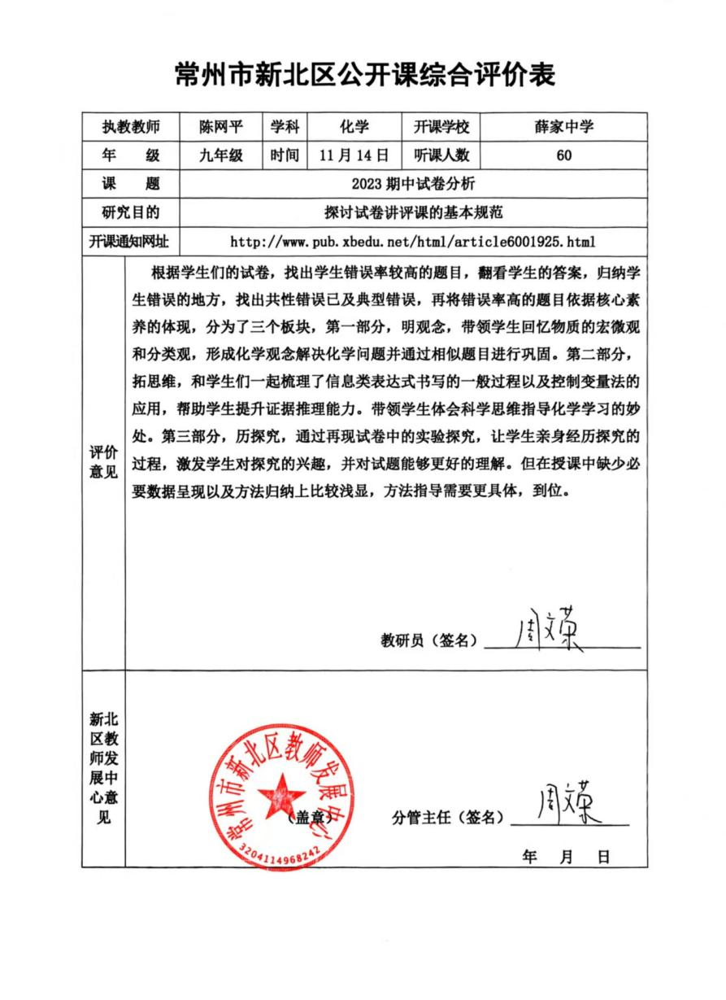 常州市新北区公开课综合评价表
执教教师 陈网平 学科 化学 开课学校 薛家中学
年 级 九年级 时间 11月14日 听课人数 60
课 题 2023期中试卷分析
研究目的 探讨试卷讲评课的基本规范
开课通知网址 http://www.pub.xbedu.net/html/article6001925.html
评价
意见
根据学生们的试卷，找出学生错误率较高的题目，翻看学生的答案，归纳学
生错误的地方，找出共性错误已及典型错误，再将错误率高的题目依据核心素
养的体现，分为了三个板块，第一部分，明观念，带领学生回忆物质的宏微观
和分类观，形成化学观念解决化学问题并通过相似题目进行巩固。第二部分，
拓思维，和学生们一起梳理了信息类表达式书写的一般过程以及控制变量法的
应用，帮助学生提升证据推理能力。带领学生体会科学思维指导化学学习的妙
处。第三部分，历探究，通过再现试卷中的实验探究，让学生亲身经历探究的
过程，激发学生对探究的兴趣，并对试题能够更好的理解。但在授课中缺少必
要数据呈现以及方法归纳上比较浅显，方法指导需要更具体，到位。
教研员（签名） 周文荣
新北
区教
师发
展中
心意
见
常州市新北区教师发展中心
3204114968242
（盖章）
分管主任（签名） 周文荣
年 月 日